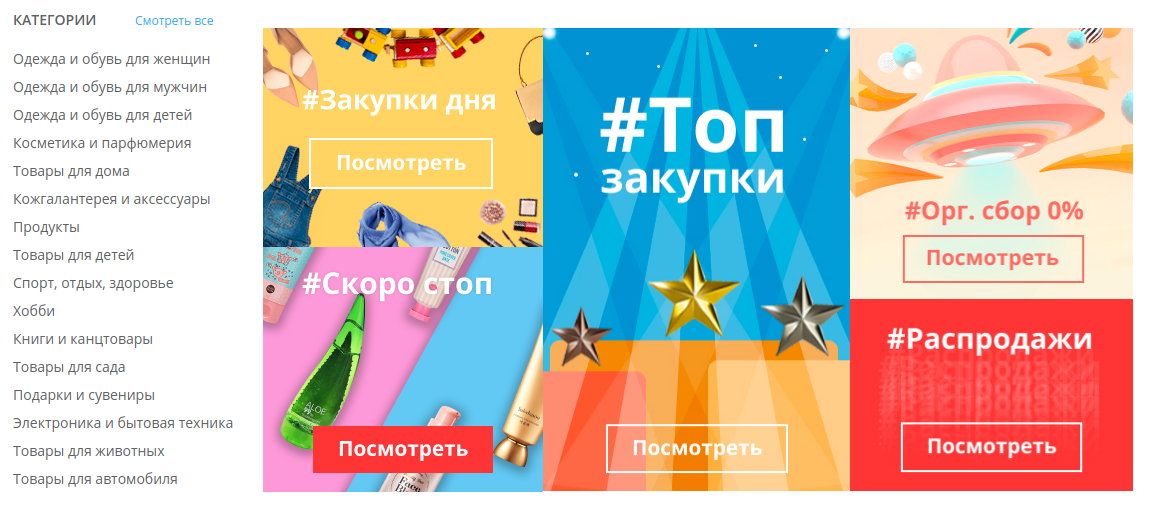 КАТЕГОРИИ
Смотреть все
Одежда и обувь для женщин
Одежда и обувь для мужчин
Одежда и обувь для детей
Косметика и парфюмерия
Товары для дома
Кожгалантерея и аксессуары
Продукты
Товары для детей
Спорт, отдых, здоровье
Хобби
Книги и канцтовары
Товары для сада
Подарки и сувениры
Электроника и бытовая техника
Товары для животных
Товары для автомобиля
#Закупки дня
Посмотреть
#Скоро стоп
ALOE
99%
Посмотреть
#Топ
закупки
Посмотреть
#Орг. сбор 0%
Посмотреть
#Распродажи
Посмотреть